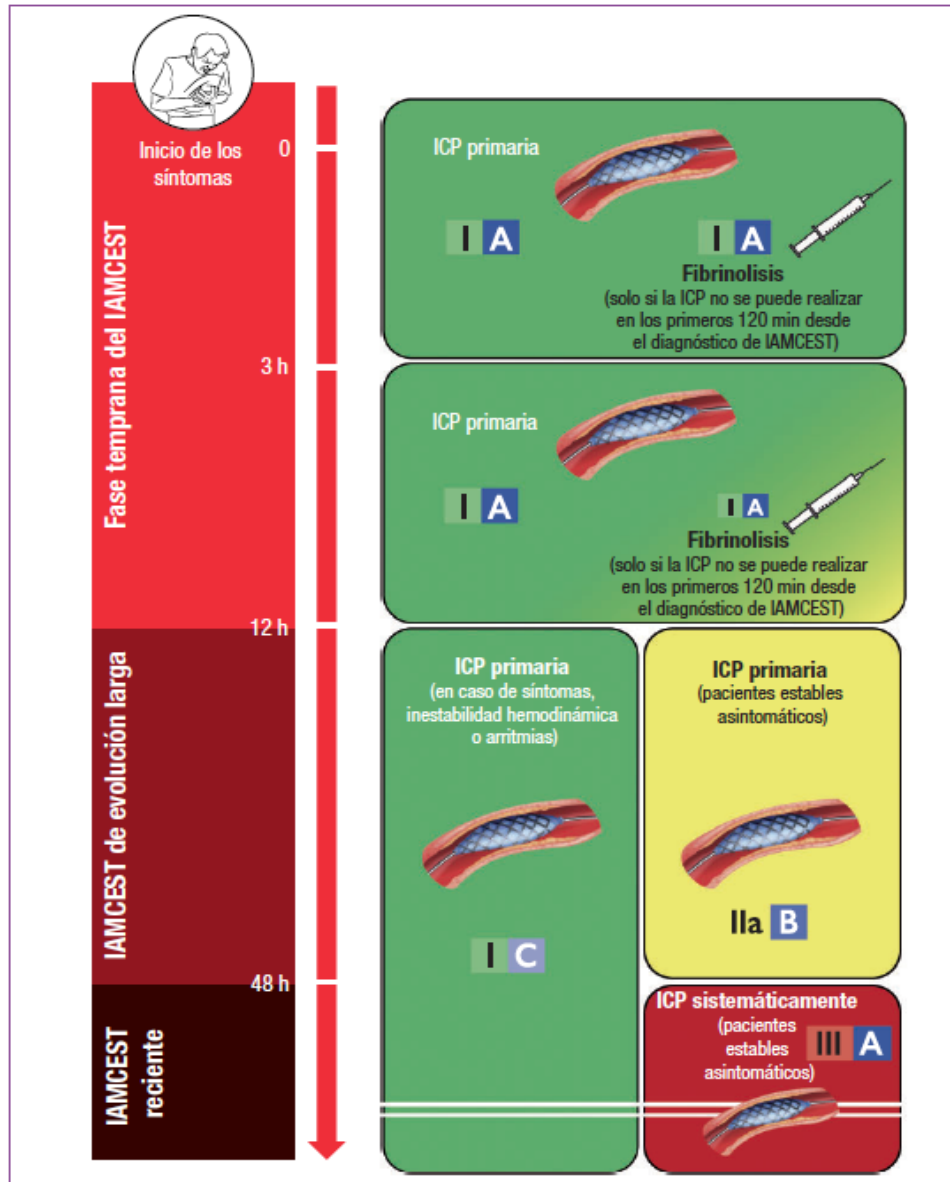 Inicio de los
síntomas
0
3 h
12 h
48 h
Fase temprana del IAMCEST
IAMCEST de evolución larga
IAMCEST
reciente
ICP primaria
I A
I A
Fibrinolisis
(solo si la ICP no se puede realizar
en los primeros 120 min desde
el diagnóstico de IAMCEST)
ICP primaria
I A
I A
Fibrinolisis
(solo si la ICP no se puede realizar
en los primeros 120 min desde
el diagnóstico de IAMCEST)
ICP primaria
(en caso de síntomas,
inestabilidad hemodinámica
o arritmias)
I C
ICP primaria
(pacientes estables
asintomáticos)
IIa B
ICP sistemáticamente
(pacientes
estables
asintomáticos)
III A